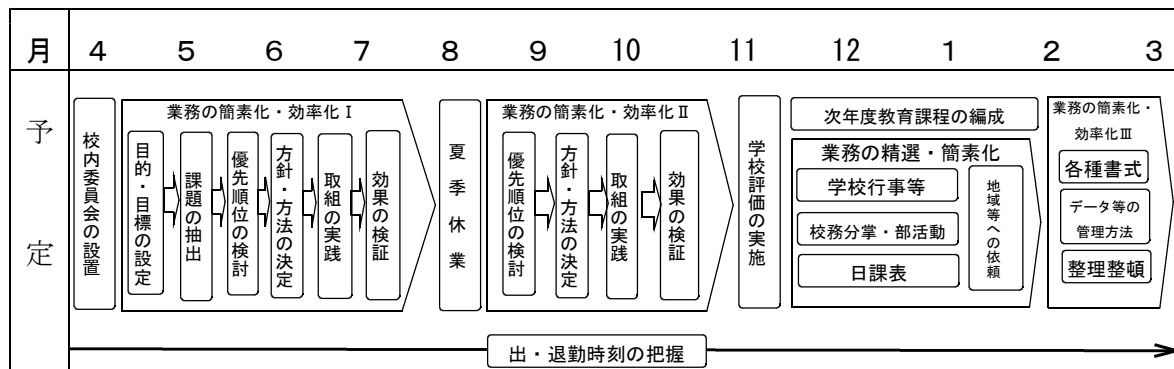 月 4 5 6 7 8 9 10 11 12 1 2 3
予定
校内委員会の設置
業務の簡素化・効率化Ⅰ
目的・目標の設定
課題の抽出
優先順位の検討
方針・方法の決定
取組の実践
効果の検証
夏季休業
業務の簡素化・効率化Ⅱ
優先順位の検討
方針・方法の決定
取組の実践
効果の検証
学校評価の実施
次年度教育課程の編成
業務の精選・簡素化
学校行事等
校務分掌・部活動
日課表
地域等への依頼
業務の簡素化・
効率化Ⅲ
各種書式
データ等の
管理方法
整理整頓
出・退勤時刻の把握